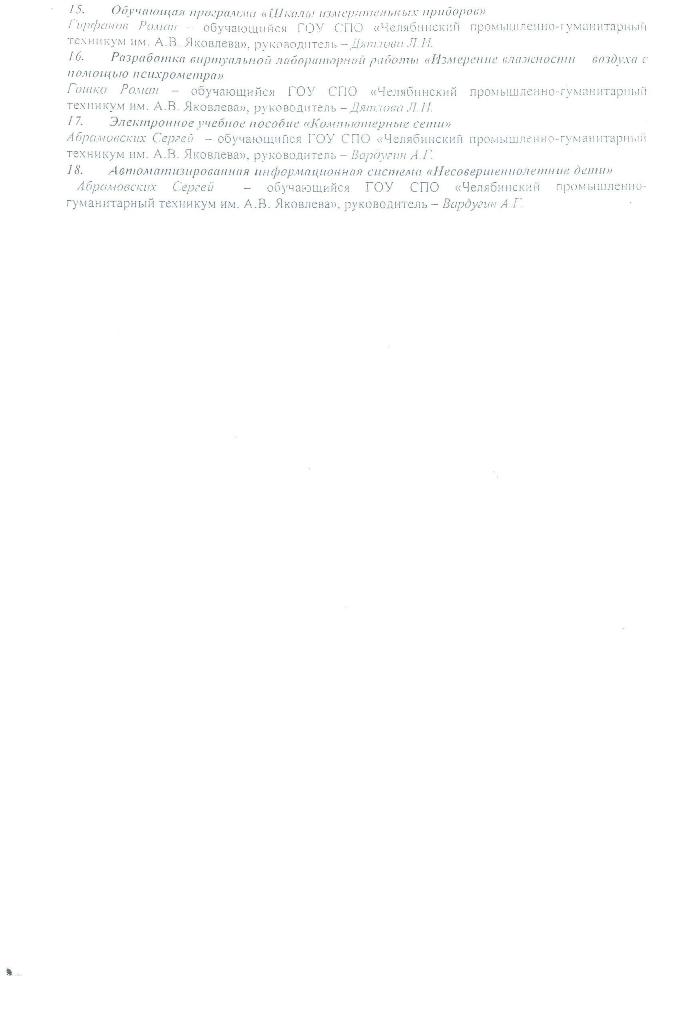 15. Обучающая программа «Шкалы измерительных приборов»
Гарфанов Роман – обучающийся ГОУ СПО «Челябинский промышленно-гуманитарный
техникум им. А.В. Яковлева», руководитель – Дятлова Л.Н.
16. Разработка виртуальной лабораторной работы «Измерение влажности воздуха с
помощью психрометра»
Гашко Роман – обучающийся ГОУ СПО «Челябинский промышленно-гуманитарный
техникум им. А.В. Яковлева», руководитель – Дятлова Л.Н.
17. Электронное учебное пособие «Компьютерные сети»
Абрамовских Сергей – обучающийся ГОУ СПО «Челябинский промышленно-гуманитарный
техникум им. А.В. Яковлева», руководитель – Вардугин А.Г.
18. Автоматизированная информационная система «Несовершеннолетние дети»
Абрамовских Сергей – обучающийся ГОУ СПО «Челябинский промышленно-
гуманитарный техникум им. А.В. Яковлева», руководитель – Вардугин А.Г.